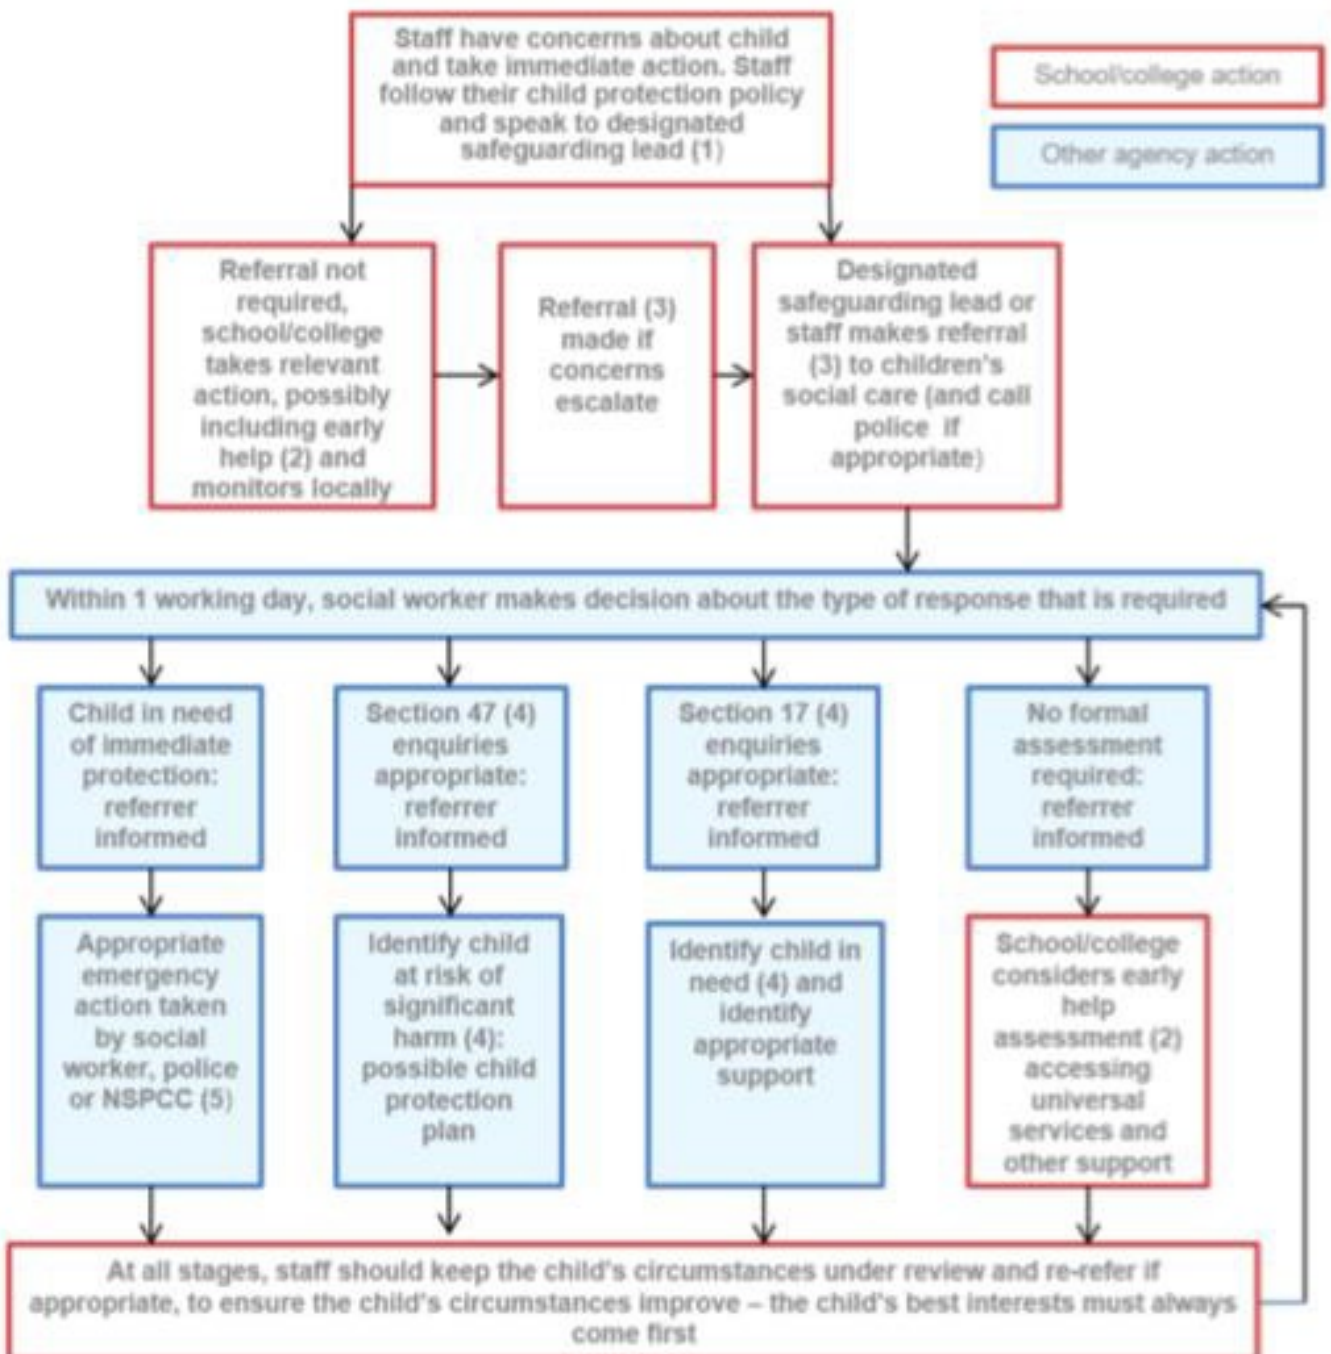 Staff have concerns about child
and take immediate action. Staff
follow their child protection policy
and speak to designated
safeguarding lead (1)
School/college action
Other agency action
Referral not
required,
school/college
takes relevant
action, possibly
including early
help (2) and
monitors locally
Referral (3)
made if
concerns
escalate
Designated
safeguarding lead or
staff makes referral
(3) to children's
social care (and call
police if
appropriate)
Within 1 working day, social worker makes decision about the type of response that is required
Child in need
of immediate
protection:
referrer
informed
Section 47 (4)
enquiries
appropriate:
referrer
informed
Section 17 (4)
enquiries
appropriate:
referrer
informed
No formal
assessment
required:
referrer
informed
Appropriate
emergency
action taken
by social
worker, police
or NSPCC (5)
Identify child
at risk of
significant
harm (4):
possible child
protection
plan
Identify child in
need (4) and
identify
appropriate
support
School/college
considers early
help
assessment (2)
accessing
universal
services and
other support
At all stages, staff should keep the child's circumstances under review and re-refer if
appropriate, to ensure the child's circumstances improve – the child's best interests must always
come first